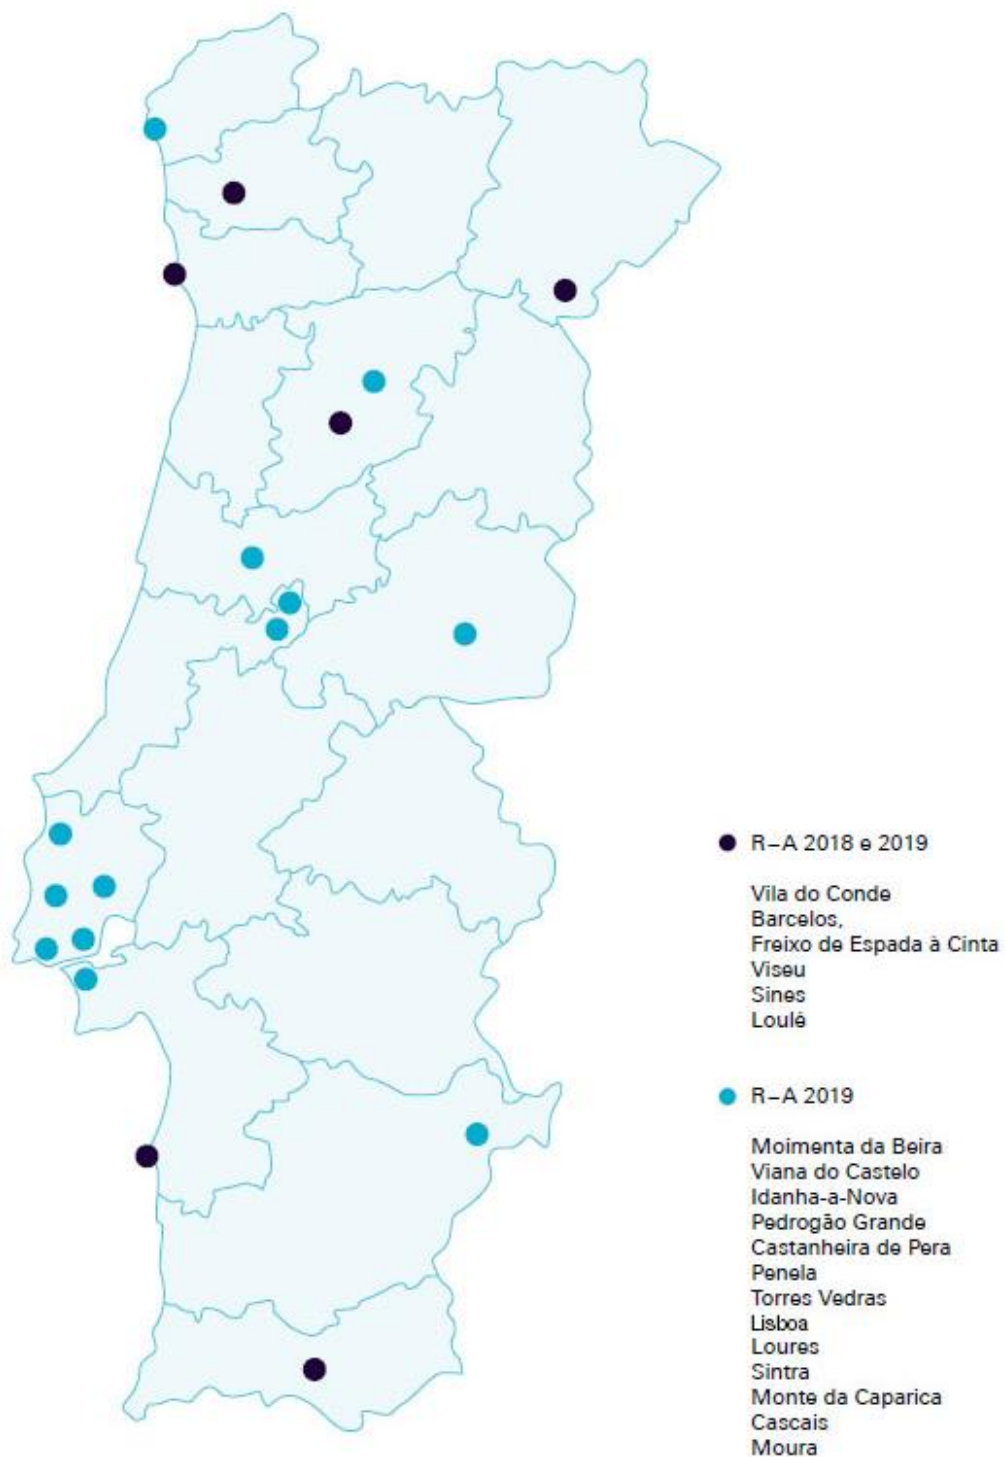 R–A 2018 e 2019
Vila do Conde
Barcelos,
Freixo de Espada à Cinta
Viseu
Sines
Loulé
R–A 2019
Moimenta da Beira
Viana do Castelo
Idanha-a-Nova
Pedrogão Grande
Castanheira de Pera
Penela
Torres Vedras
Lisboa
Loures
Sintra
Monte da Caparica
Cascais
Moura